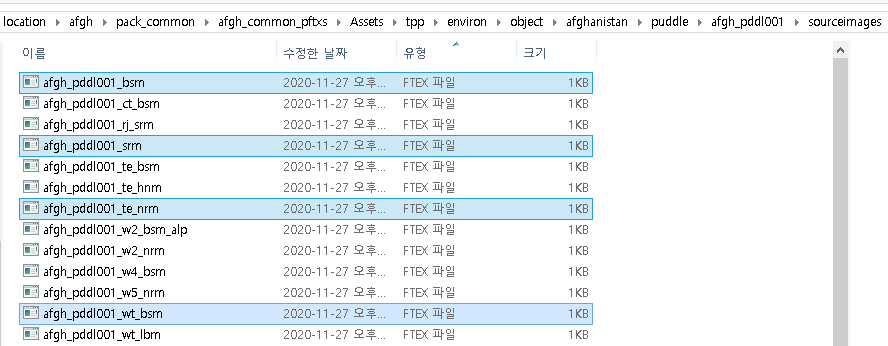 location > afgh > pack_common > afgh_common_pftxs > Assets > tpp > environ > object > afghanistan > puddle > afgh_pddl001 > sourceimages
이름 수정한 날짜 유형 크기
afgh_pddl001_bsm 2020-11-27 오후... FTEX 파일 1KB
afgh_pddl001_ct_bsm 2020-11-27 오후... FTEX 파일 1KB
afgh_pddl001_rj_srm 2020-11-27 오후... FTEX 파일 1KB
afgh_pddl001_srm 2020-11-27 오후... FTEX 파일 1KB
afgh_pddl001_te_bsm 2020-11-27 오후... FTEX 파일 1KB
afgh_pddl001_te_hnm 2020-11-27 오후... FTEX 파일 1KB
afgh_pddl001_te_nrm 2020-11-27 오후... FTEX 파일 1KB
afgh_pddl001_w2_bsm_alp 2020-11-27 오후... FTEX 파일 1KB
afgh_pddl001_w2_nrm 2020-11-27 오후... FTEX 파일 1KB
afgh_pddl001_w4_bsm 2020-11-27 오후... FTEX 파일 1KB
afgh_pddl001_w5_nrm 2020-11-27 오후... FTEX 파일 1KB
afgh_pddl001_wt_bsm 2020-11-27 오후... FTEX 파일 1KB
afgh_pddl001_wt_lbm 2020-11-27 오후... FTEX 파일 1KB